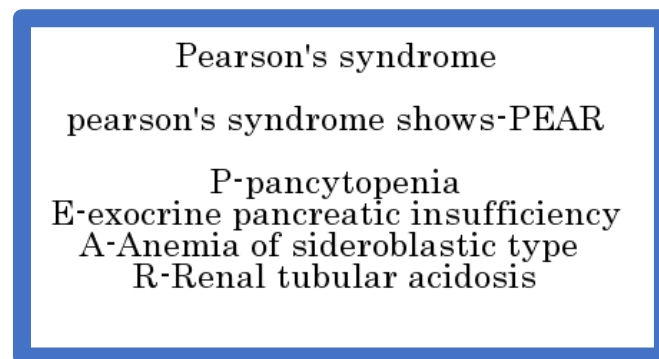 Pearson's syndrome
pearson's syndrome shows-PEAR
P-pancytopenia
E-exocrine pancreatic insufficiency
A-Anemia of sideroblastic type
R-Renal tubular acidosis